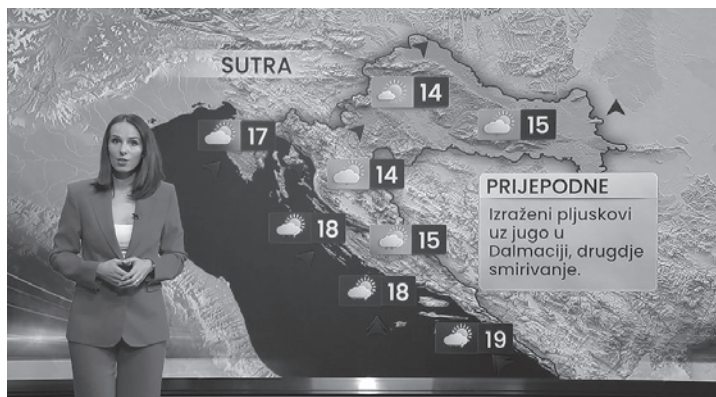 SUTRA
14
15
17
14
18
15
18
19
PRIJEPODNE
Izraženi pljuskovi
uz jugo u
Dalmaciji, drugdje
smirivanje.